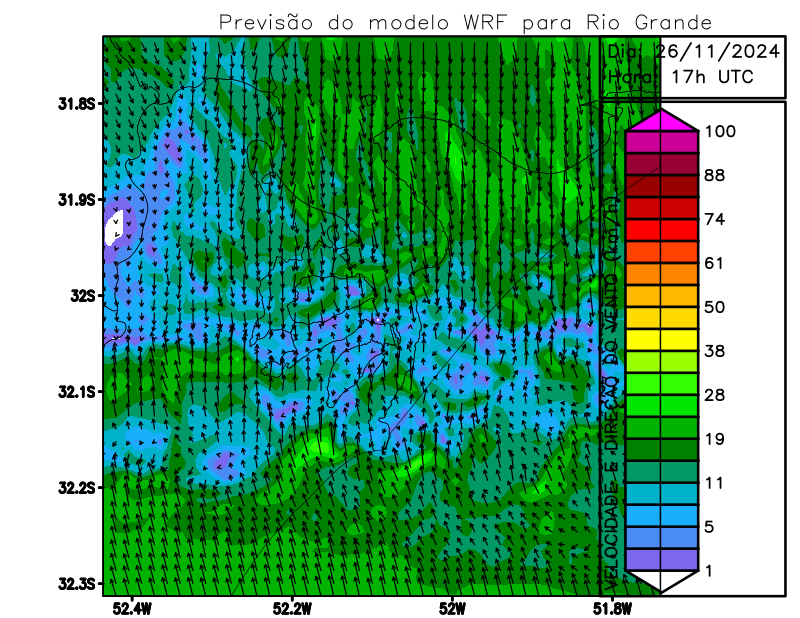 Previsão do modelo WRF para Rio Grande
Dia: 26/11/2024
Hora: 17h UTC
31.8S
31.9S
32S
32.1S
32.2S
32.3S
52.4W
52.2W
52W
51.8W
VELOCIDADE E DIREÇÃO DO VENTO (km/h)
100
88
74
61
50
38
28
19
11
5
1